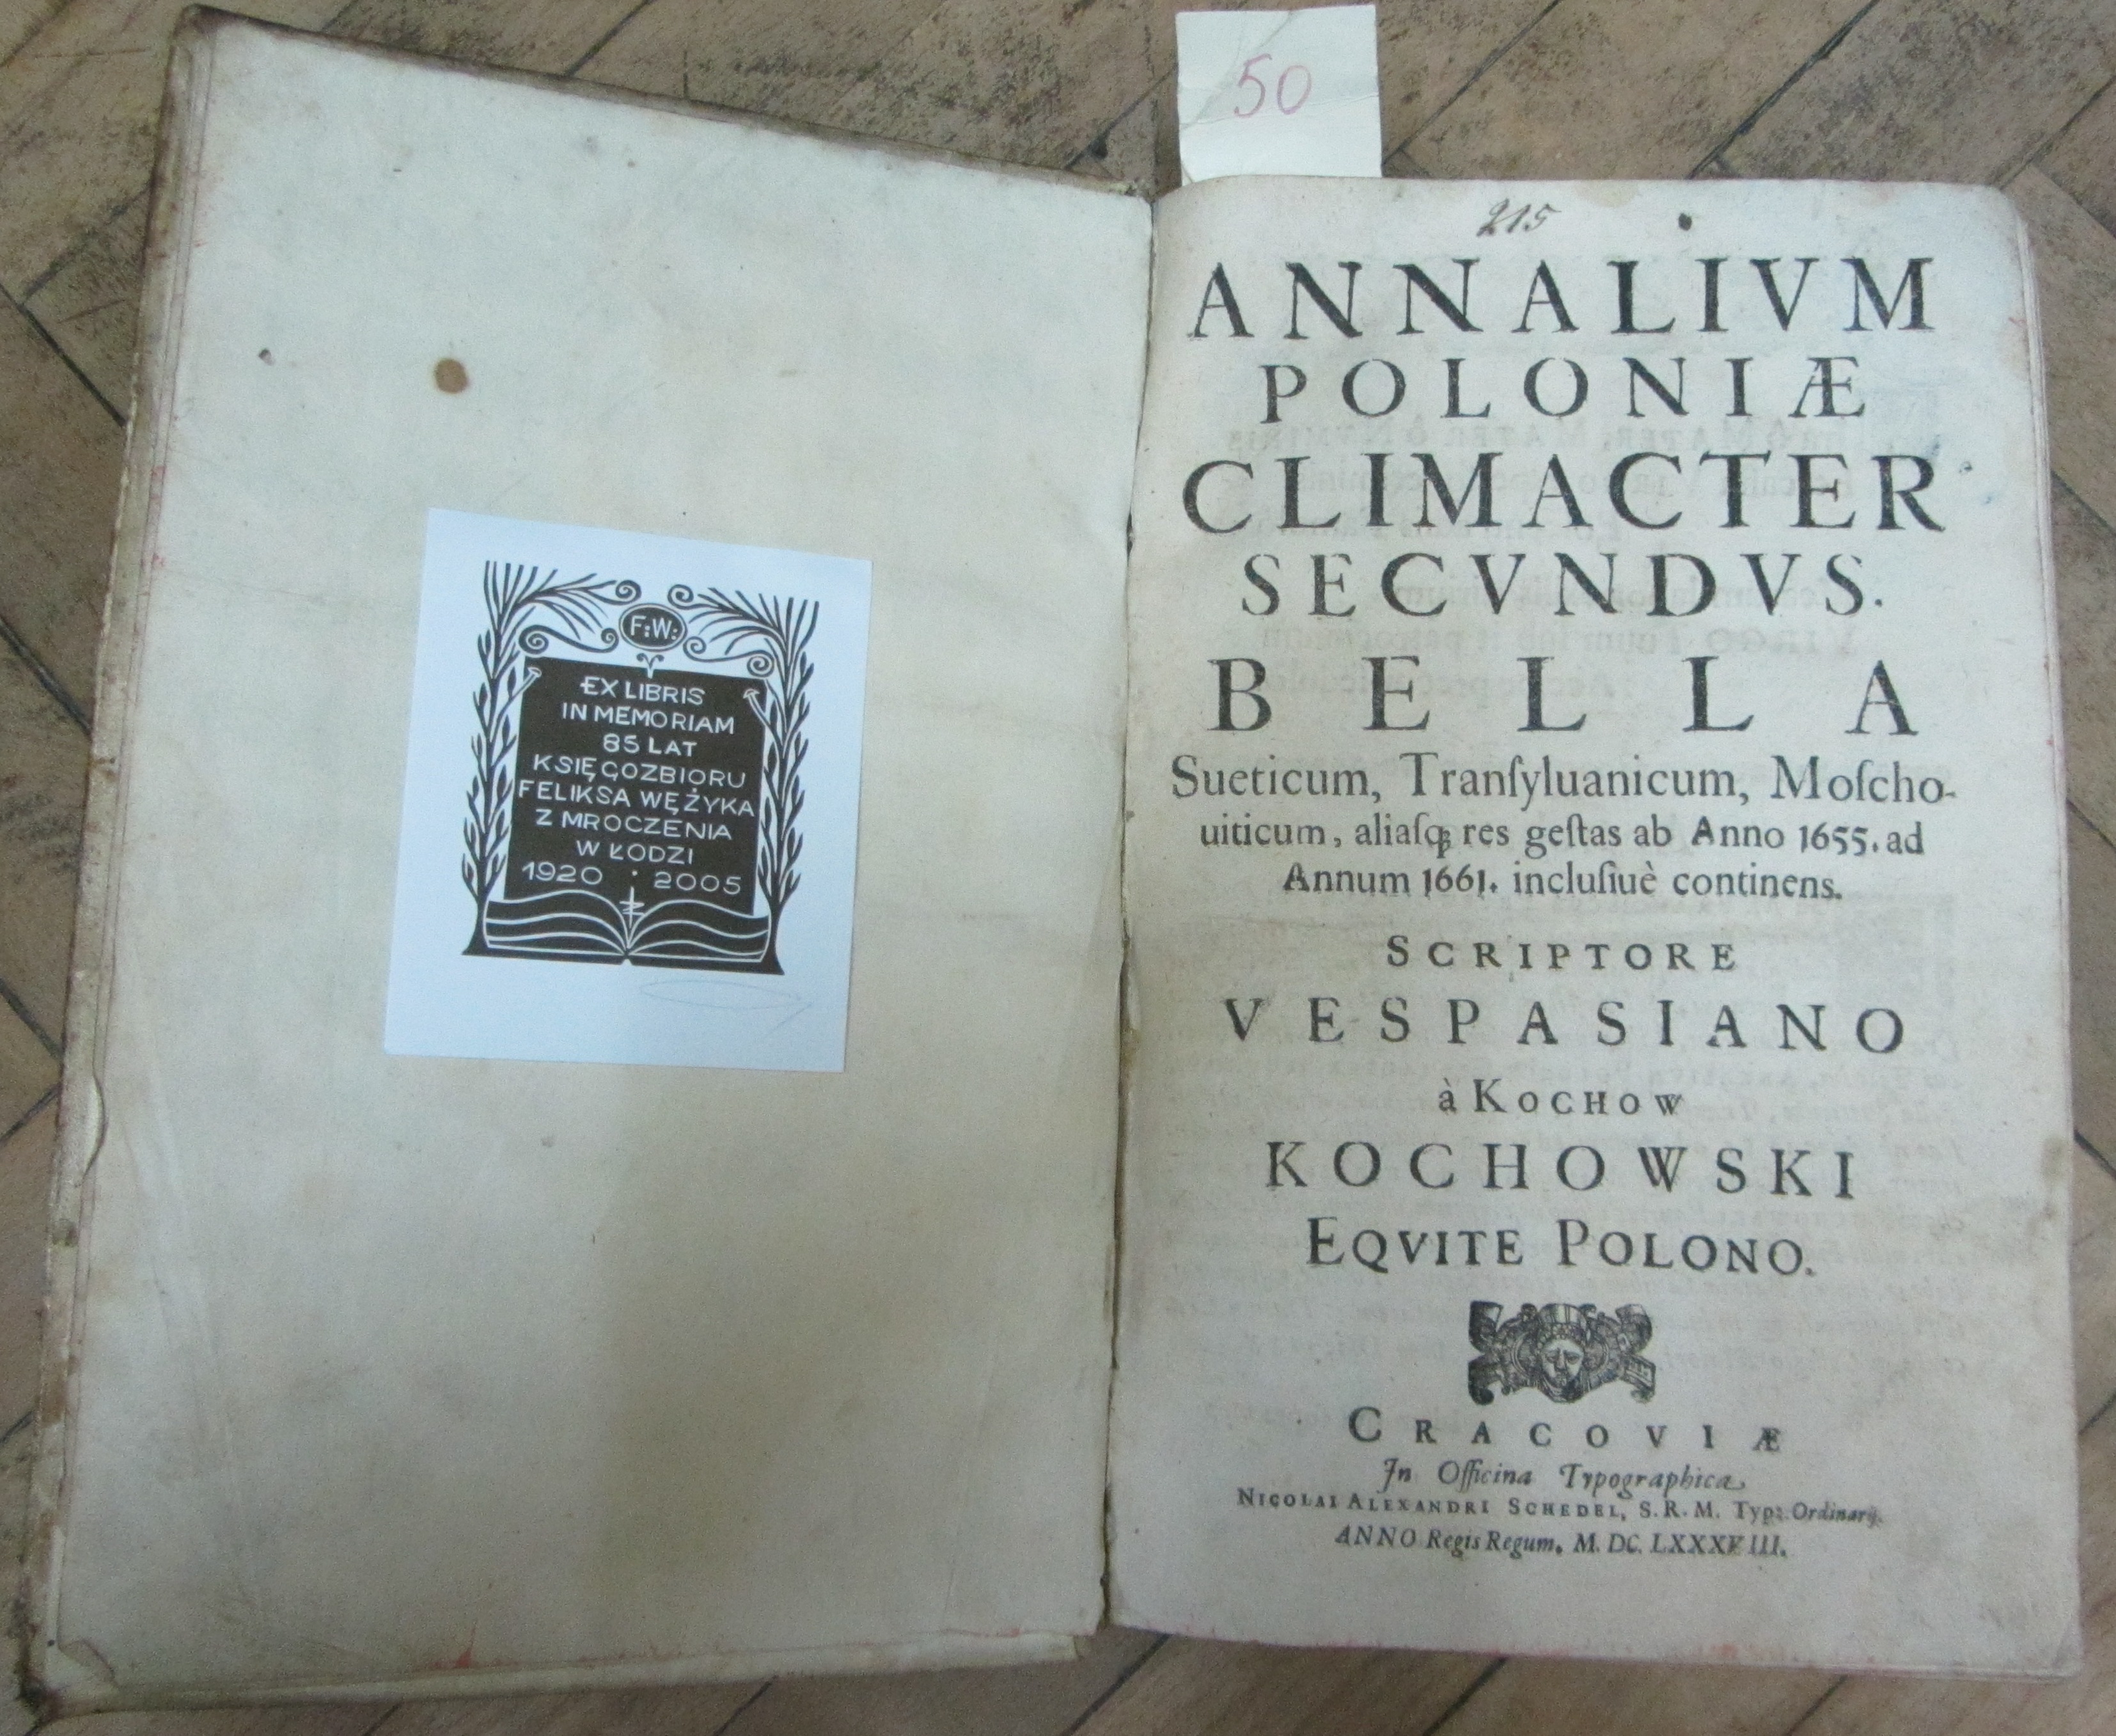 F:W:
EX LIBRIS
IN MEMORIAM
85 LAT
KSIĘGOZBIORU
FELIKSA WĘŻYKA
Z MROCZENIA
W ŁODZI
1920 · 2005
50
215
ANNALIVM
POLONIÆ
CLIMACTER
SECVNDVS.
BELLA
Sueticum, Tranſyluanicum, Moſcho-
uiticum, aliaſq; res geſtas ab Anno 1655. ad
Annum 1661. incluſiuè continens.
SCRIPTORE
VESPASIANO
à KOCHOW
KOCHOWSKI
EQVITE POLONO.
CRACOVIÆ
In Officina Typographica
NICOLAI ALEXANDRI SCHEDEL, S. R. M. Typ: Ordinarij.
ANNO Regis Regum. M. DC. LXXXVIII.